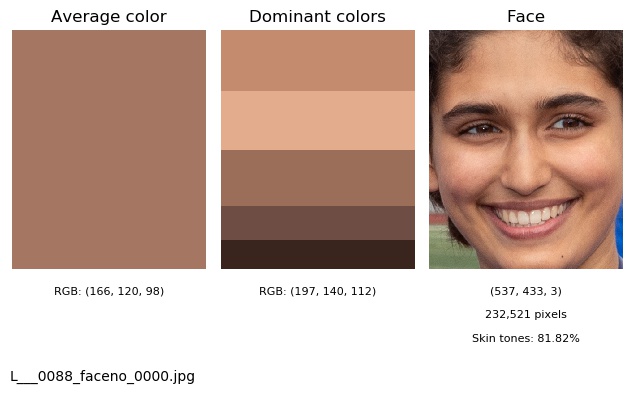 Average color
Dominant colors
Face
RGB: (166, 120, 98)
RGB: (197, 140, 112)
(537, 433, 3)
232,521 pixels
Skin tones: 81.82%
L___0088_faceno_0000.jpg